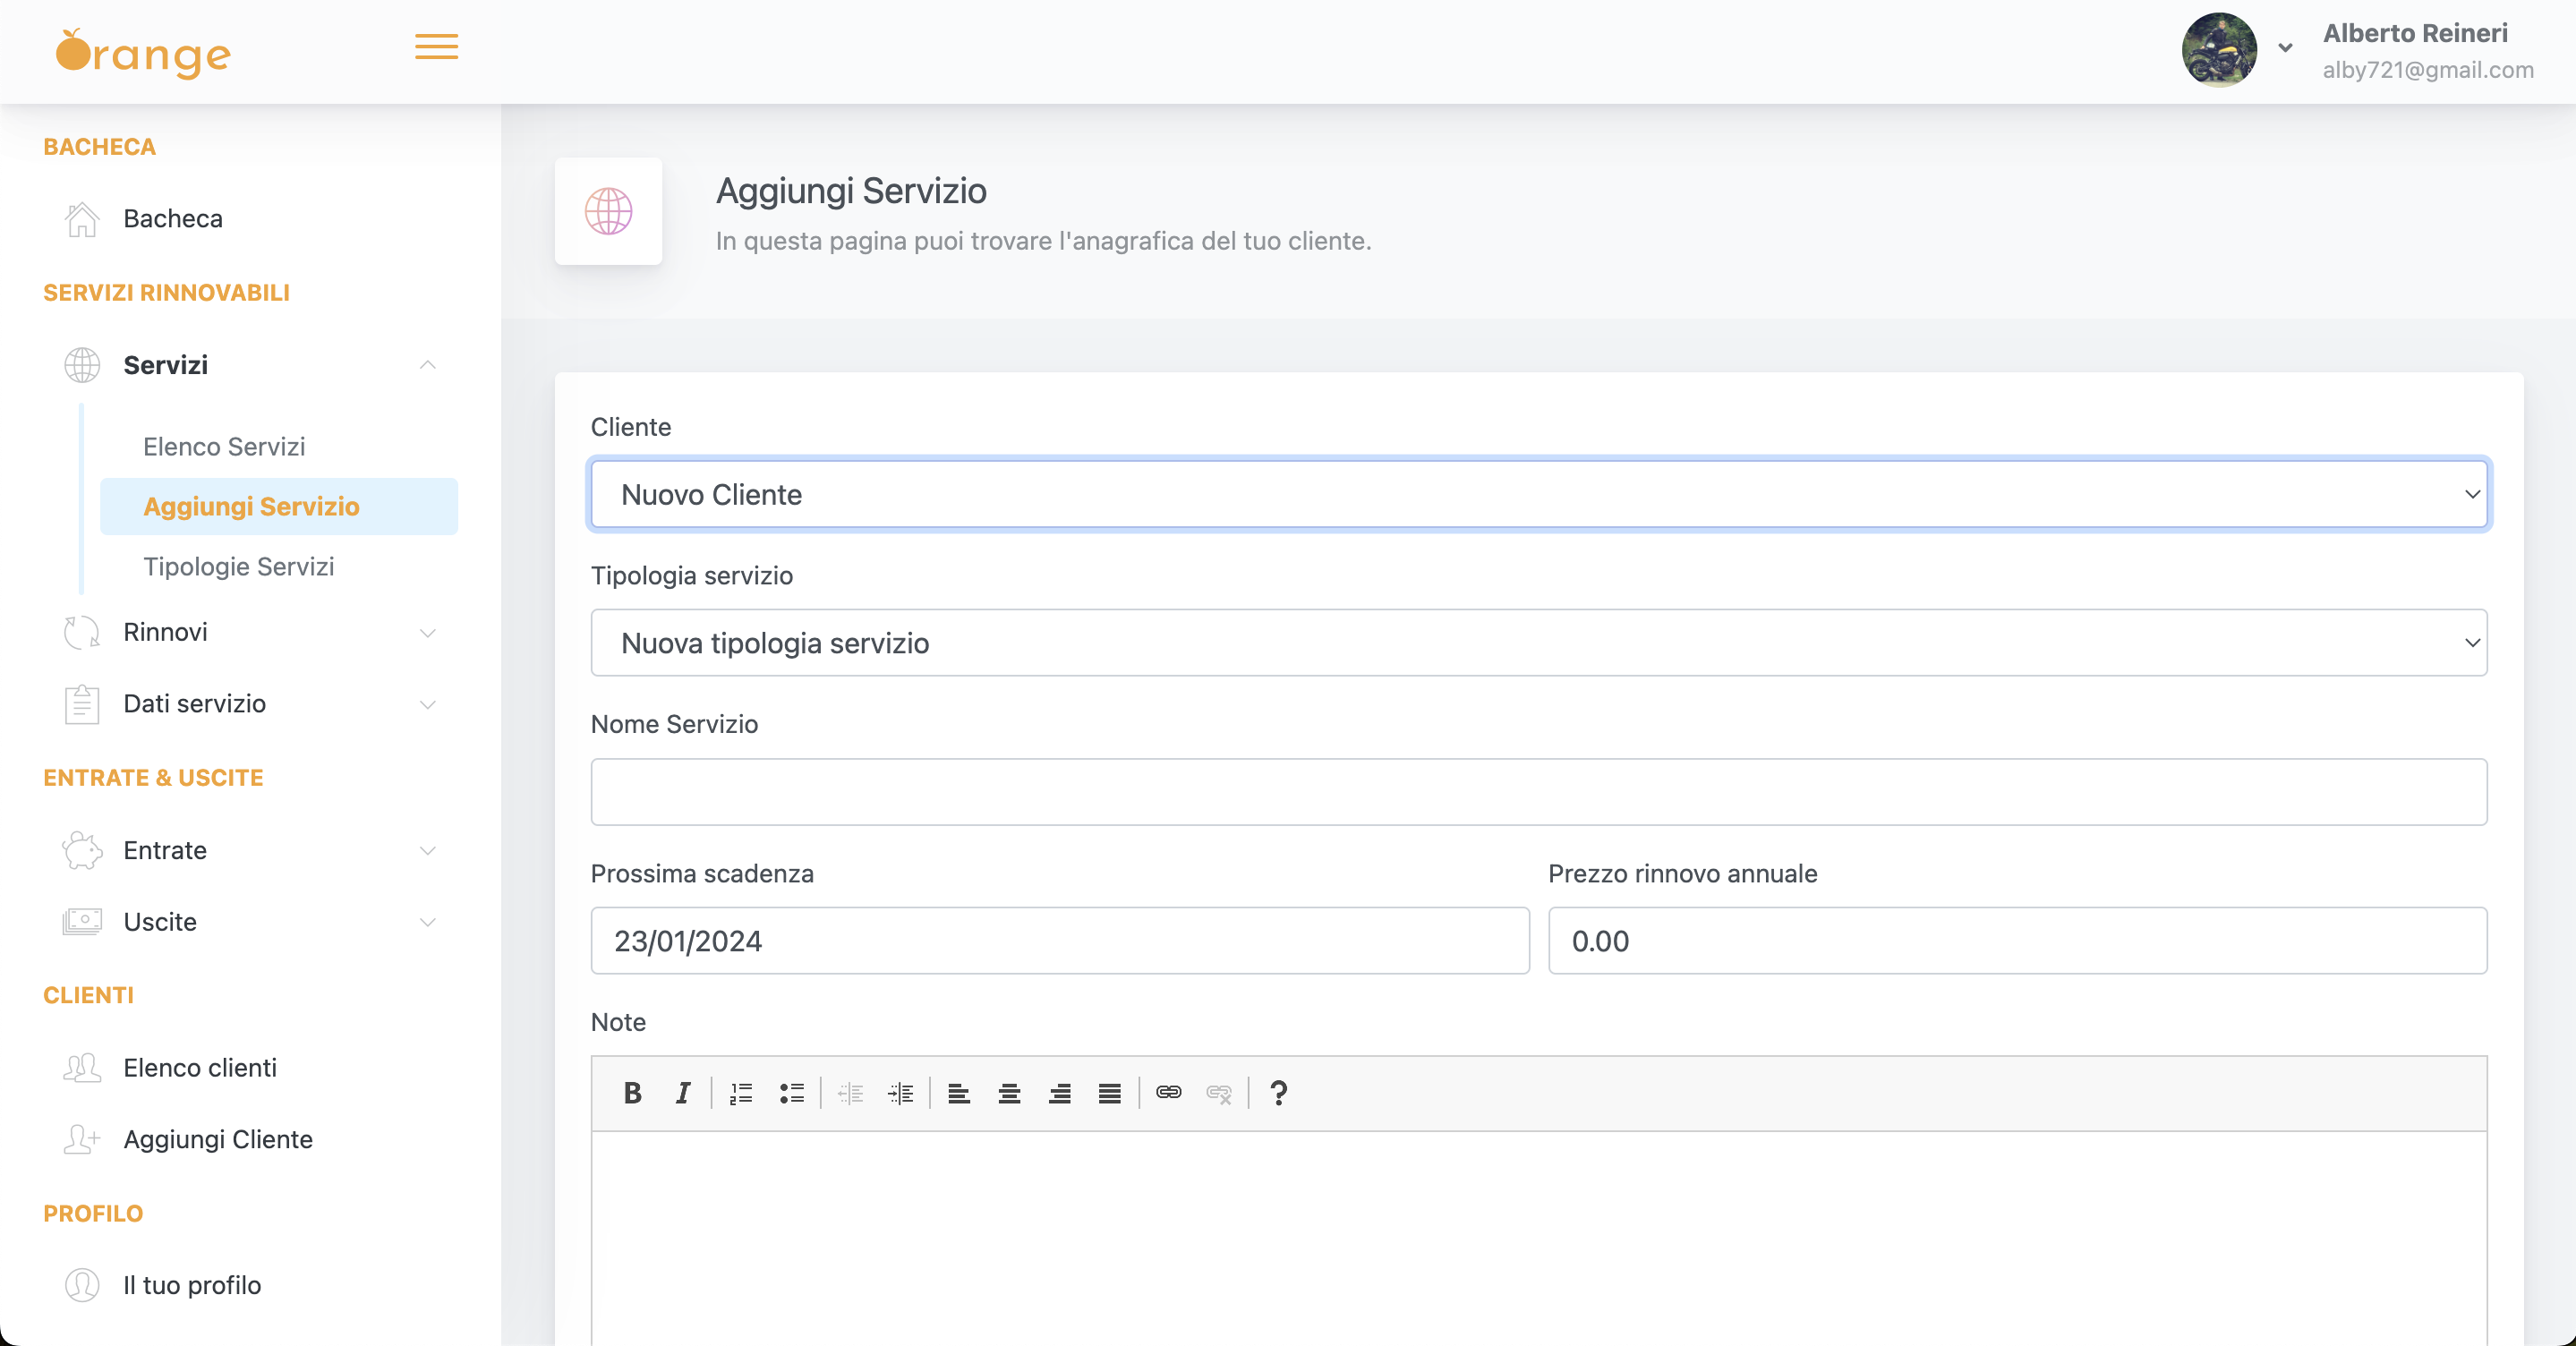 Orange
Alberto Reineri
alby721@gmail.com
BACHECA
Bacheca
SERVIZI RINNOVABILI
Servizi
Elenco Servizi
Aggiungi Servizio
Tipologie Servizi
Rinnovi
Dati servizio
ENTRATE & USCITE
Entrate
Uscite
CLIENTI
Elenco clienti
Aggiungi Cliente
PROFILO
Il tuo profilo
Aggiungi Servizio
In questa pagina puoi trovare l'anagrafica del tuo cliente.
Cliente
Nuovo Cliente
Tipologia servizio
Nuova tipologia servizio
Nome Servizio
Prossima scadenza
23/01/2024
Prezzo rinnovo annuale
0.00
Note
B I ?